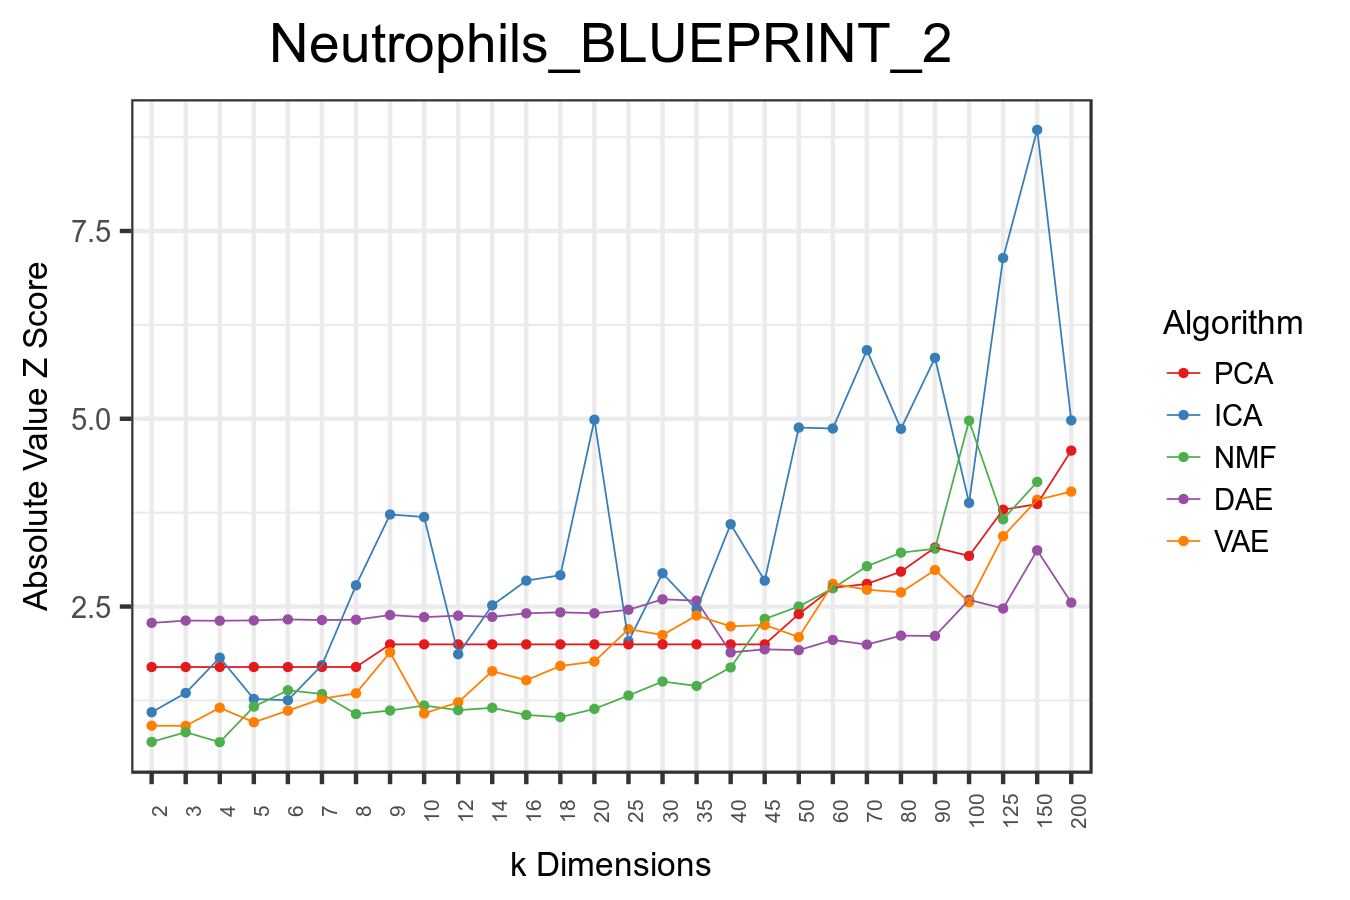 Neutrophils_BLUEPRINT_2
Absolute Value Z Score
7.5
5.0
2.5
2 3 4 5 6 7 8 9 10 12 14 16 18 20 25 30 35 40 45 50 60 70 80 90 100 125 150 200
k Dimensions
Algorithm
PCA
ICA
NMF
DAE
VAE